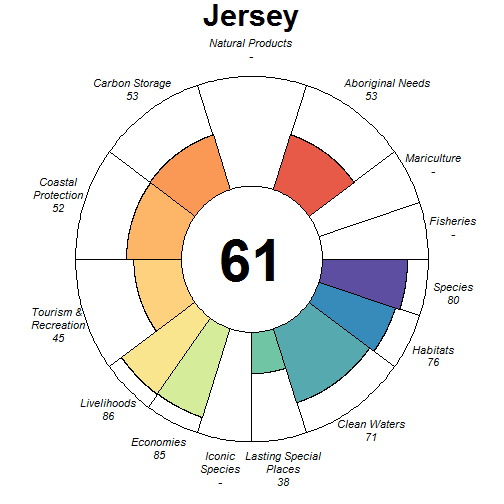 Jersey
Natural Products
-
Aboriginal Needs
53
Mariculture
-
Fisheries
-
Species
80
Habitats
76
Clean Waters
71
Lasting Special
Places
38
Iconic
Species
-
Economies
85
Livelihoods
86
Tourism &
Recreation
45
Coastal
Protection
52
Carbon Storage
53
61